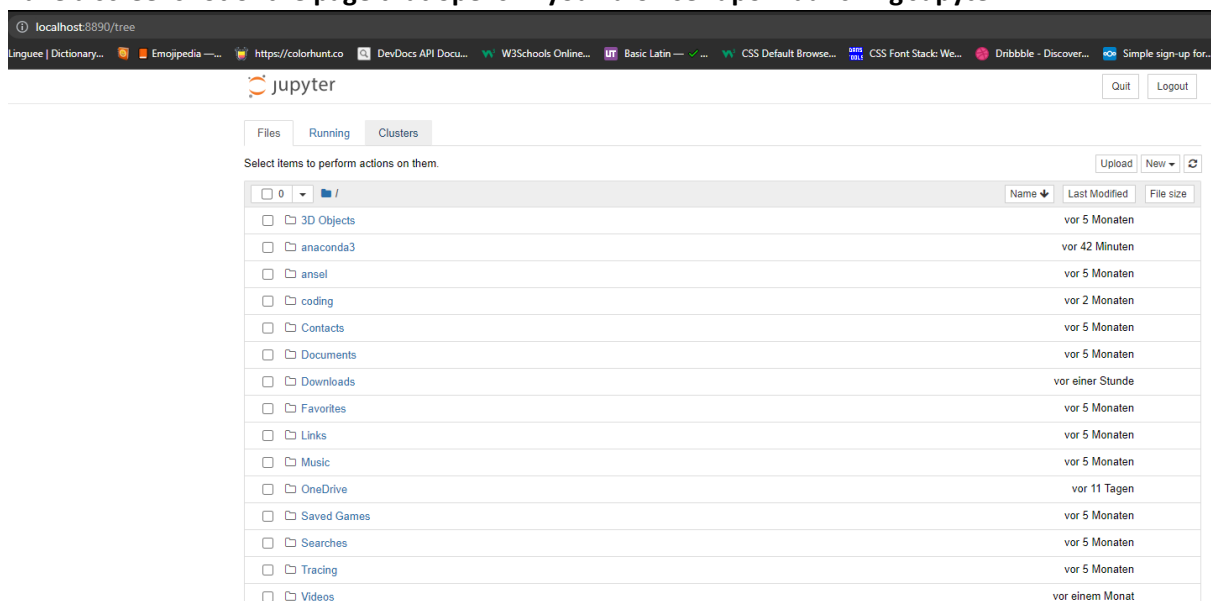 localhost:8890/tree
Linguee | Dictionary... Emojipedia —... https://colorhunt.co DevDocs API Docu... W3Schools Online... UT Basic Latin — ✓ ... CSS Default Browse... CSS Font Stack: We... Dribbble - Discover... Simple sign-up for...
jupyter Quit Logout
Files Running Clusters
Select items to perform actions on them. Upload New
0 / Name Last Modified File size
3D Objects vor 5 Monaten
anaconda3 vor 42 Minuten
ansel vor 5 Monaten
coding vor 2 Monaten
Contacts vor 5 Monaten
Documents vor 5 Monaten
Downloads vor einer Stunde
Favorites vor 5 Monaten
Links vor 5 Monaten
Music vor 5 Monaten
OneDrive vor 11 Tagen
Saved Games vor 5 Monaten
Searches vor 5 Monaten
Tracing vor 5 Monaten
Videos vor einem Monat